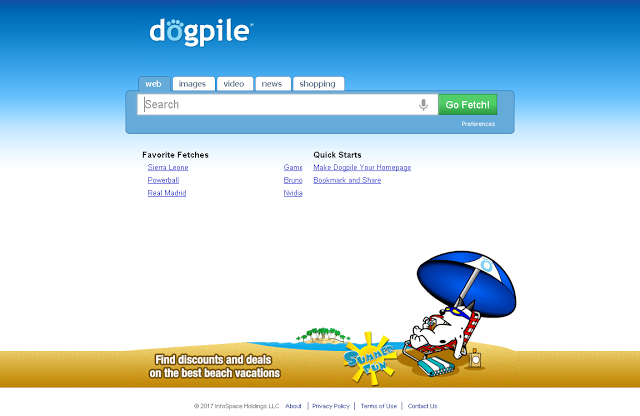 dogpile
web images video news shopping
Search Go Fetch!
Preferences
Favorite Fetches Quick Starts
Sierra Leone Game Make Dogpile Your Homepage
Powerball Bruno Bookmark and Share
Real Madrid Nvidia
Find discounts and deals
on the best beach vacations
SUMMER
FUN
© 2017 InfoSpace Holdings LLC About | Privacy Policy | Terms of Use | Contact Us